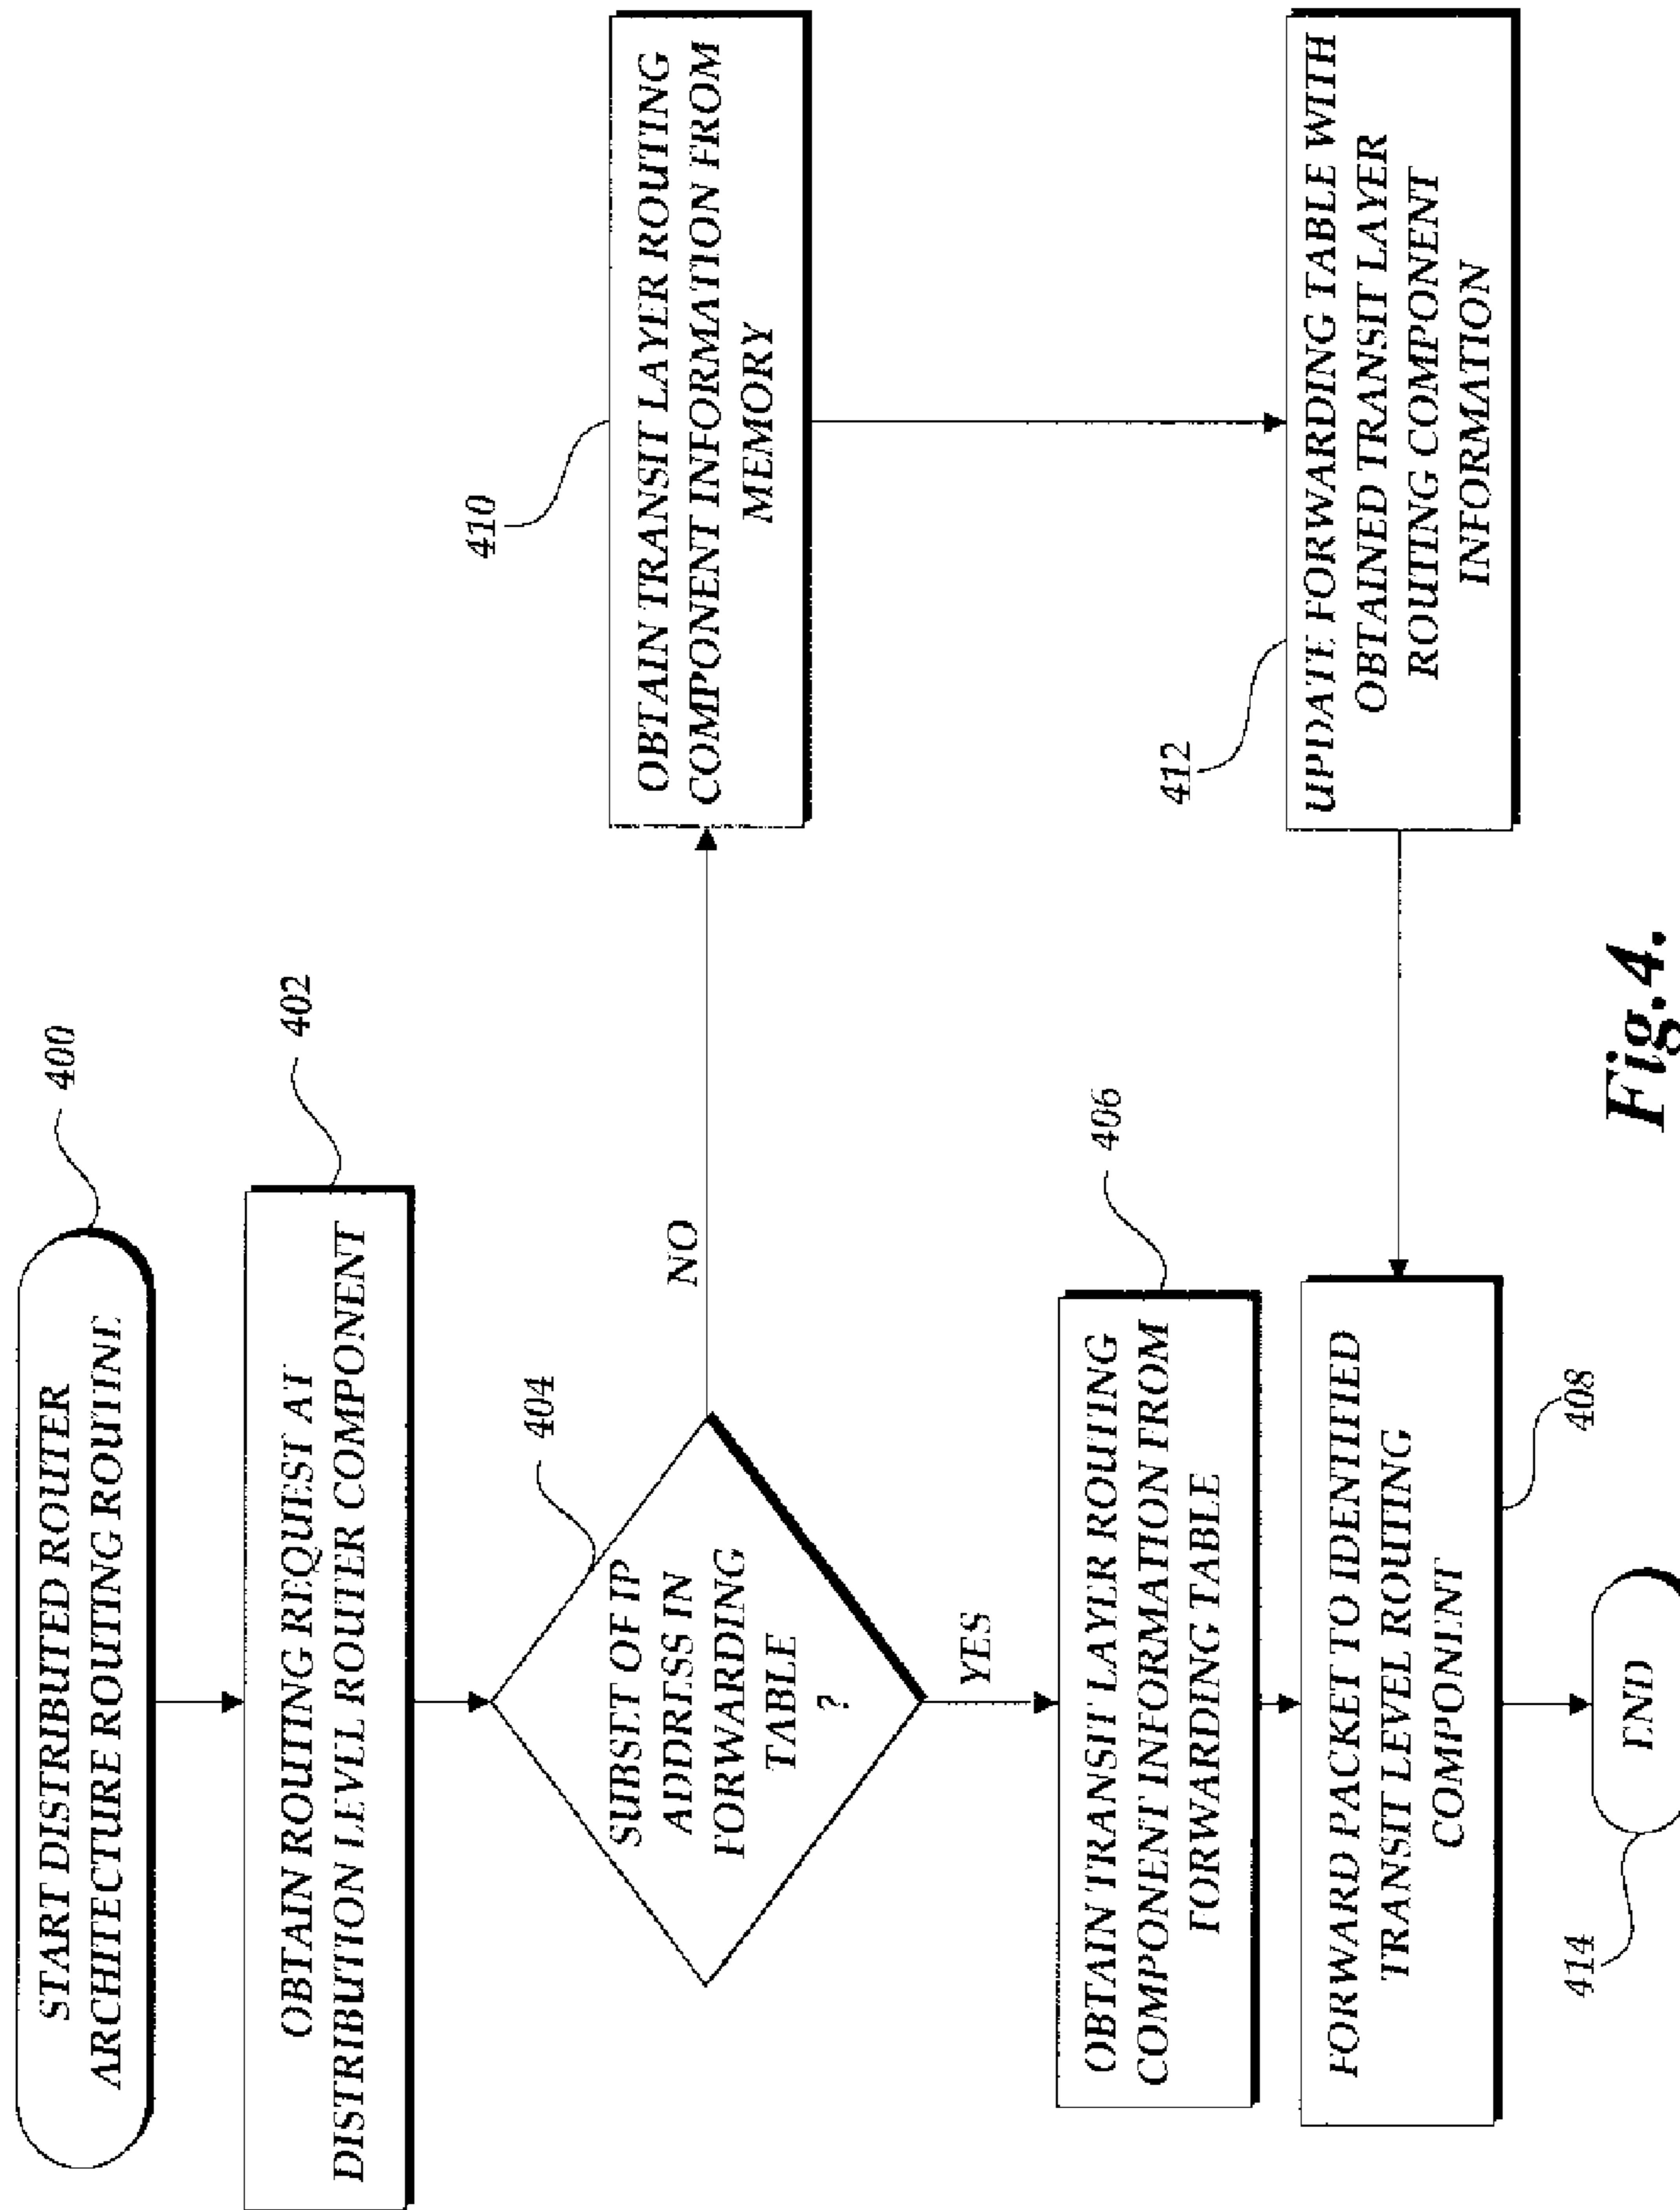 START DISTRIBUTED ROUTER
ARCHITECTURE ROUTING ROUTINE
400
OBTAIN ROUTING REQUEST AT
DISTRIBUTION LEVEL ROUTER COMPONENT
402
SUBSET OF IP
ADDRESS IN
FORWARDING
TABLE
?
404
NO
YES
OBTAIN TRANSIT LAYER ROUTING
COMPONENT INFORMATION FROM
MEMORY
410
OBTAIN TRANSIT LAYER ROUTING
COMPONENT INFORMATION FROM
FORWARDING TABLE
406
UPDATE FORWARDING TABLE WITH
OBTAINED TRANSIT LAYER
ROUTING COMPONENT
INFORMATION
412
FORWARD PACKET TO IDENTIFIED
TRANSIT LEVEL ROUTING
COMPONENT
408
END
414
Fig.4.